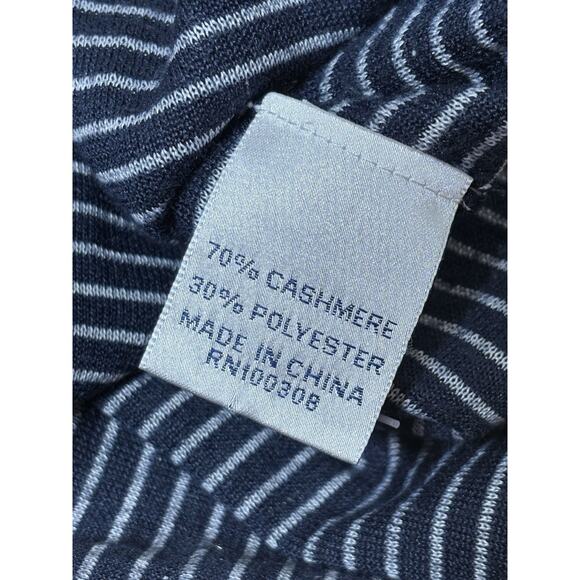 70% CASHMERE
30% POLYESTER
MADE IN CHINA
RN100308